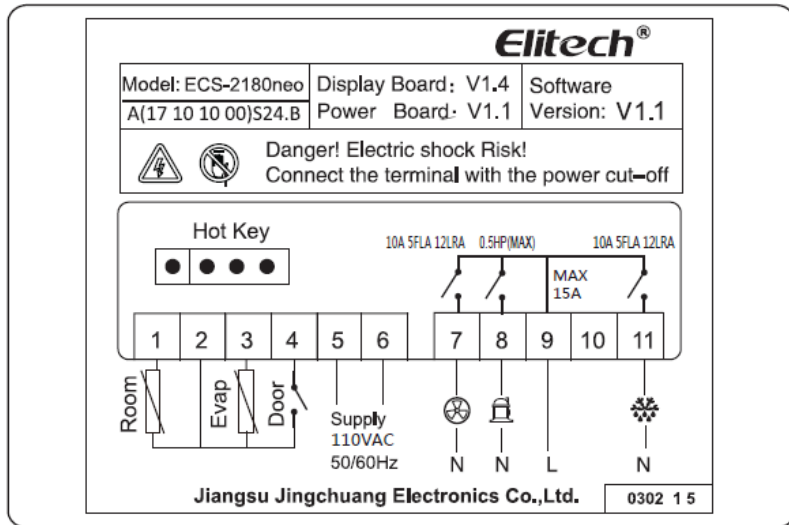 Elitech®
Model: ECS-2180neo
A(17 10 10 00)S24.B
Display Board: V1.4
Power Board: V1.1
Software
Version: V1.1
Danger! Electric shock Risk!
Connect the terminal with the power cut-off
Hot Key
10A 5FLA 12LRA 0.5HP(MAX) 10A 5FLA 12LRA
MAX
15A
1 2 3 4 5 6 7 8 9 10 11
Room
Evap
Door
Supply
110VAC
50/60Hz
N N L N
Jiangsu Jingchuang Electronics Co.,Ltd.
0302 1 5